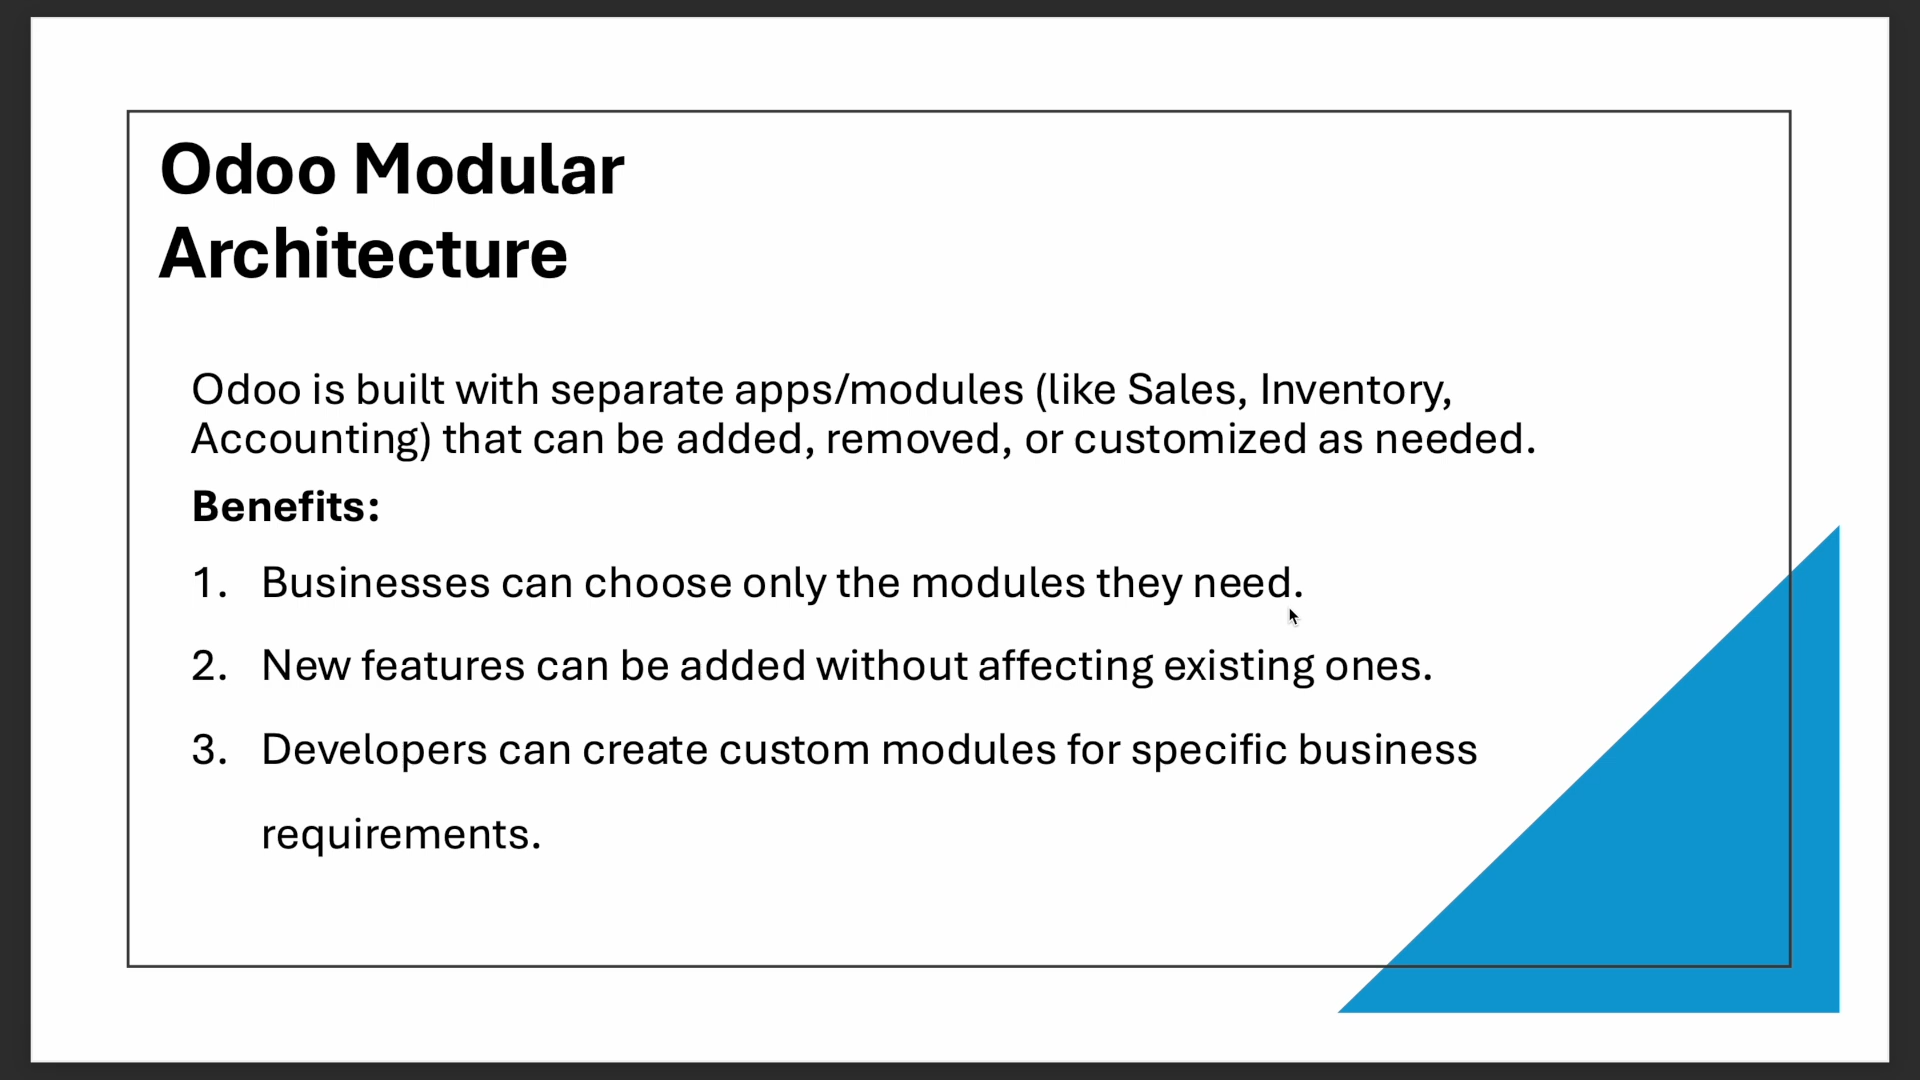 Odoo Modular
Architecture
Odoo is built with separate apps/modules (like Sales, Inventory,
Accounting) that can be added, removed, or customized as needed.
Benefits:
1. Businesses can choose only the modules they need.
2. New features can be added without affecting existing ones.
3. Developers can create custom modules for specific business
requirements.